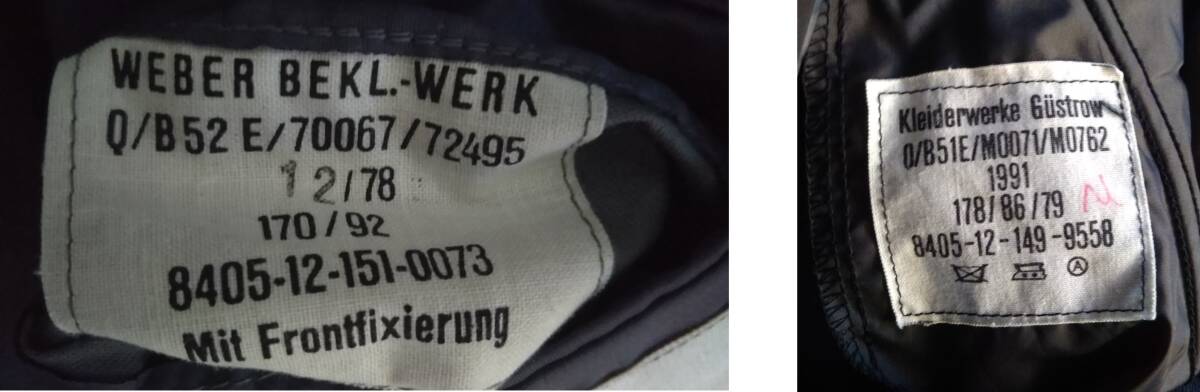 WEBER BEKL.-WERK
Q/B52 E/70067/72495
12/78
170/92
8405-12-151-0073
Mit Frontfixierung
Kleiderwerke Güstrow
Q/B51E/M0071/M0762
1991
178/86/79 N
8405-12-149-9558
A